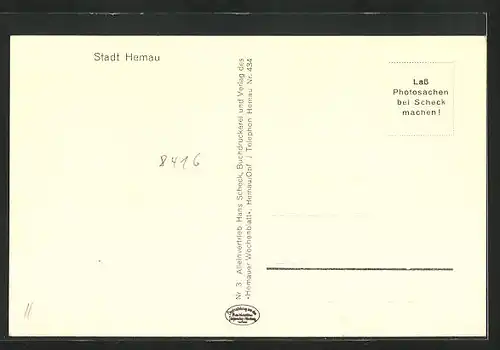 Stadt Hemau
8416
Nr. 3 Alleinvertrieb Hans Scheck, Buchdruckerei und Verlag des
»Hemauer Wochenblatt«, Hemau/Opf. / Telephon Hemau Nr. 434
Laß
Photosachen
bei Scheck
machen!